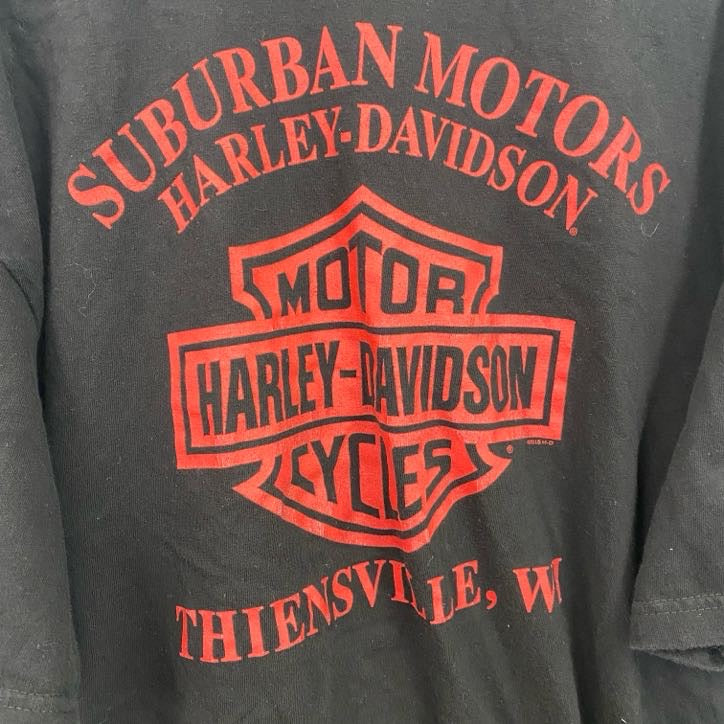 SUBURBAN MOTORS
HARLEY-DAVIDSON®
MOTOR
HARLEY-DAVIDSON
CYCLES ®
THIENSVILLE, WI